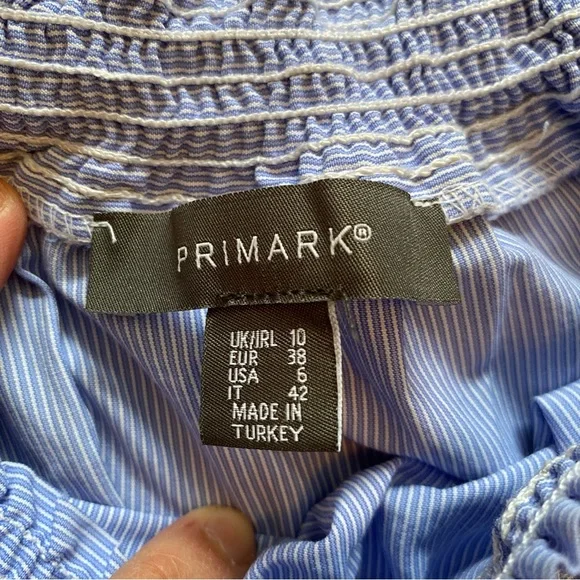 PRIMARK®
UK/IRL 10
EUR 38
USA 6
IT 42
MADE IN
TURKEY